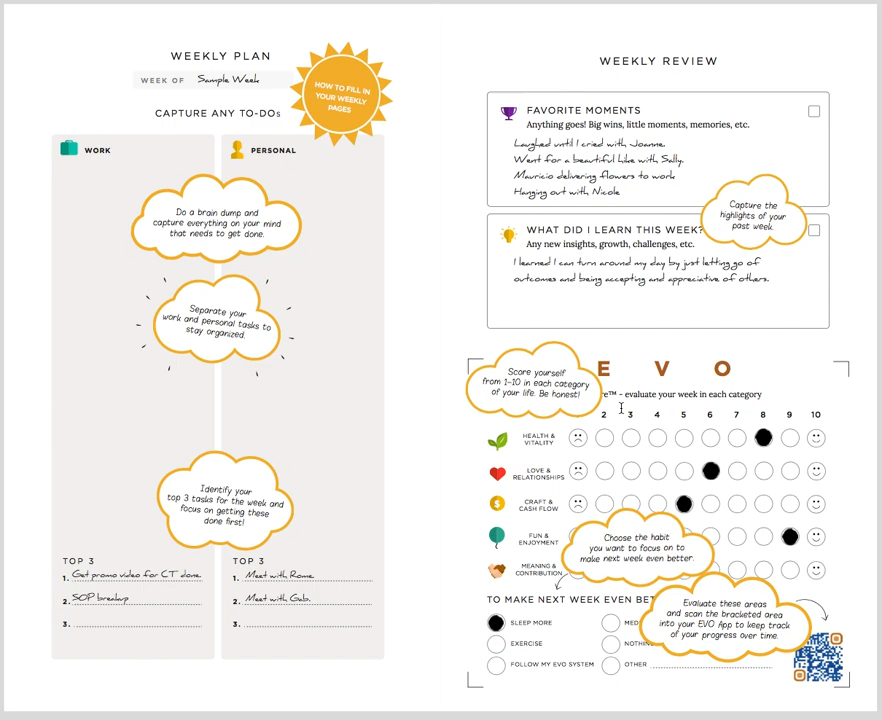 WEEKLY PLAN
WEEK OF Sample Week
HOW TO FILL IN
YOUR WEEKLY
PAGES
CAPTURE ANY TO-DOs
WORK
PERSONAL
Do a brain dump and
capture everything on your mind
that needs to get done.
Separate your
work and personal tasks to
stay organized.
Identify your
top 3 tasks for the week and
focus on getting these
done first!
TOP 3
1. Get promo video for CT done.
2. SOP breakup
3.
TOP 3
1. Meet with Rome
2. Meet with Gab.
3.
WEEKLY REVIEW
FAVORITE MOMENTS
Anything goes! Big wins, little moments, memories, etc.
Laughed until I cried with Joanne.
Went for a beautiful hike with Sally.
Mauricio delivering flowers to work
Hanging out with Nicole
Capture the
highlights of your
past week.
WHAT DID I LEARN THIS WEEK?
Any new insights, growth, challenges, etc.
I learned I can turn around my day by just letting go of
outcomes and being accepting and appreciative of others.
Score yourself
from 1-10 in each category
of your life. Be honest!
E V O
re™ - evaluate your week in each category
2 3 4 5 6 7 8 9 10
HEALTH &
VITALITY
LOVE &
RELATIONSHIPS
CRAFT &
CASH FLOW
FUN &
ENJOYMENT
MEANING &
CONTRIBUTION
Choose the habit
you want to focus on to
make next week even better.
TO MAKE NEXT WEEK EVEN BET
Evaluate these areas
and scan the bracketed area
into your EVO App to keep track
of your progress over time.
SLEEP MORE
MED
EXERCISE
NOTHIN
FOLLOW MY EVO SYSTEM
OTHER